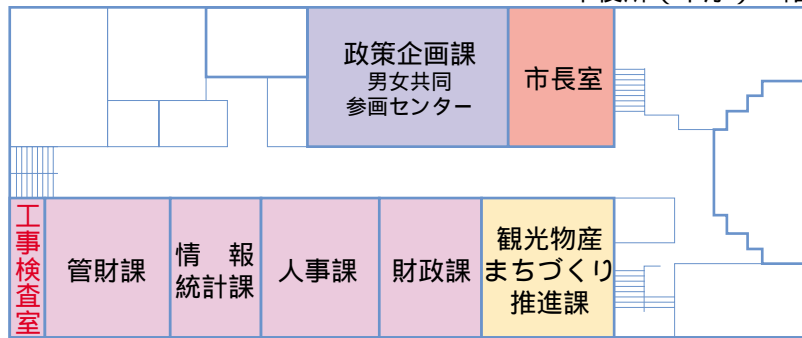 政策企画課
男女共同
参画センター
市長室
工事検査室
管財課
情 報
統計課
人事課
財政課
観光物産
まちづくり
推進課